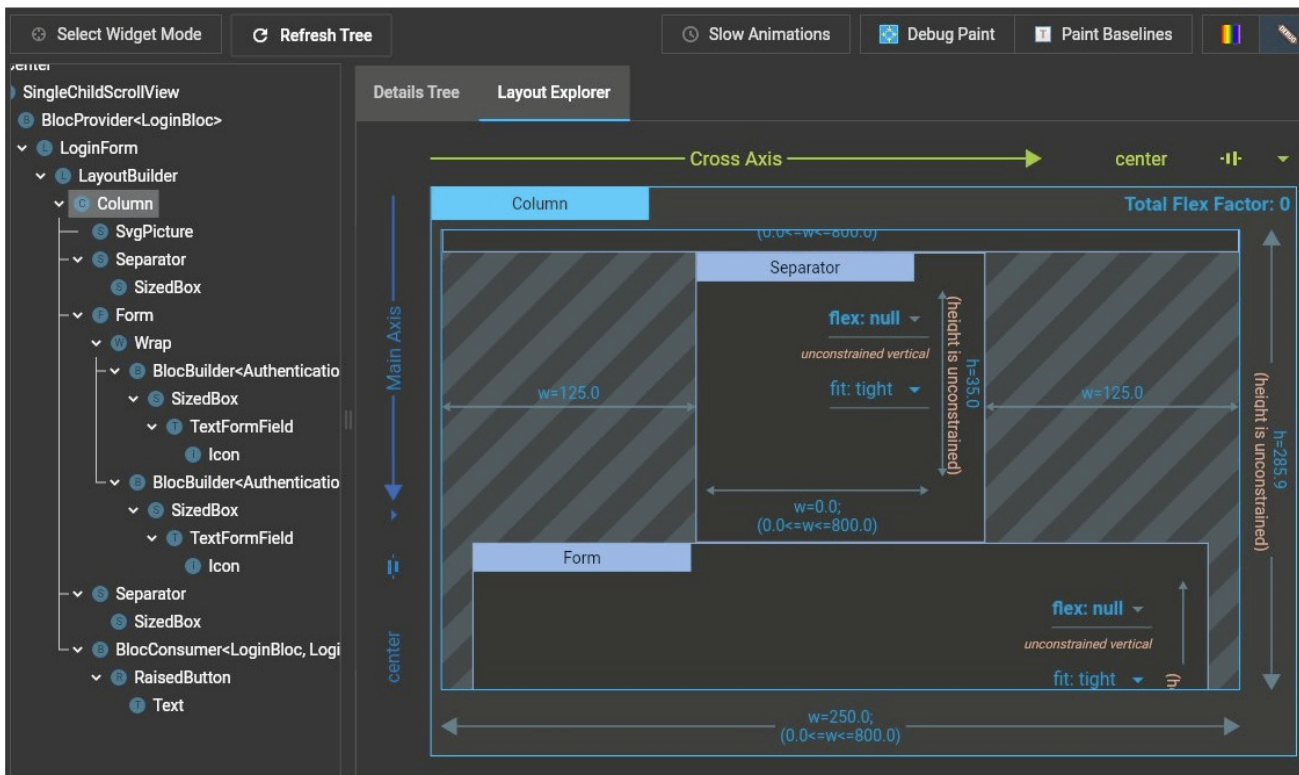 Select Widget Mode
Refresh Tree
Slow Animations
Debug Paint
T Paint Baselines
SingleChildScrollView
B BlocProvider<LoginBloc>
L LoginForm
L LayoutBuilder
C Column
S SvgPicture
S Separator
S SizedBox
F Form
W Wrap
B BlocBuilder<Authenticatio
S SizedBox
T TextFormField
I Icon
B BlocBuilder<Authenticatio
S SizedBox
T TextFormField
I Icon
S Separator
S SizedBox
B BlocConsumer<LoginBloc, Logi
R RaisedButton
T Text
Details Tree
Layout Explorer
Cross Axis
center
Main Axis
center
Column
Total Flex Factor: 0
(0.0<=w<=800.0)
Separator
flex: null
unconstrained vertical
fit: tight
h=35.0
(height is unconstrained)
w=125.0
w=125.0
w=0.0;
(0.0<=w<=800.0)
Form
flex: null
unconstrained vertical
fit: tight
(h
h=285.9
(height is unconstrained)
w=250.0;
(0.0<=w<=800.0)